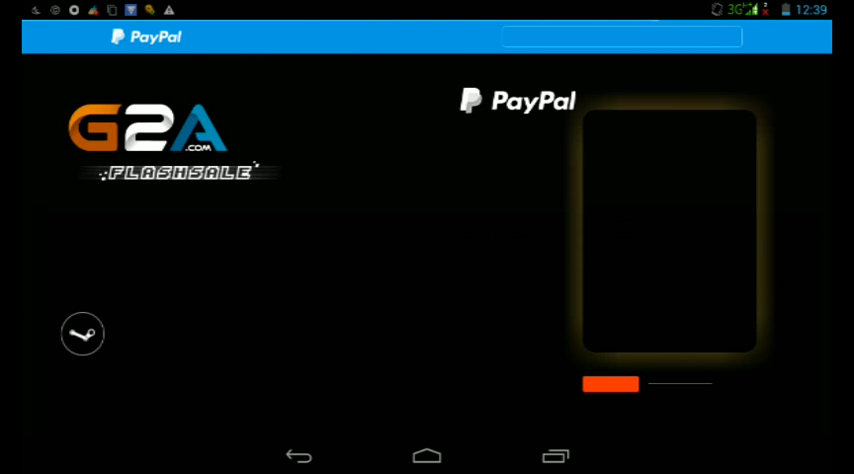 3G H+ 12:39
PayPal
PayPal
G2A
.COM
FLASHSALE